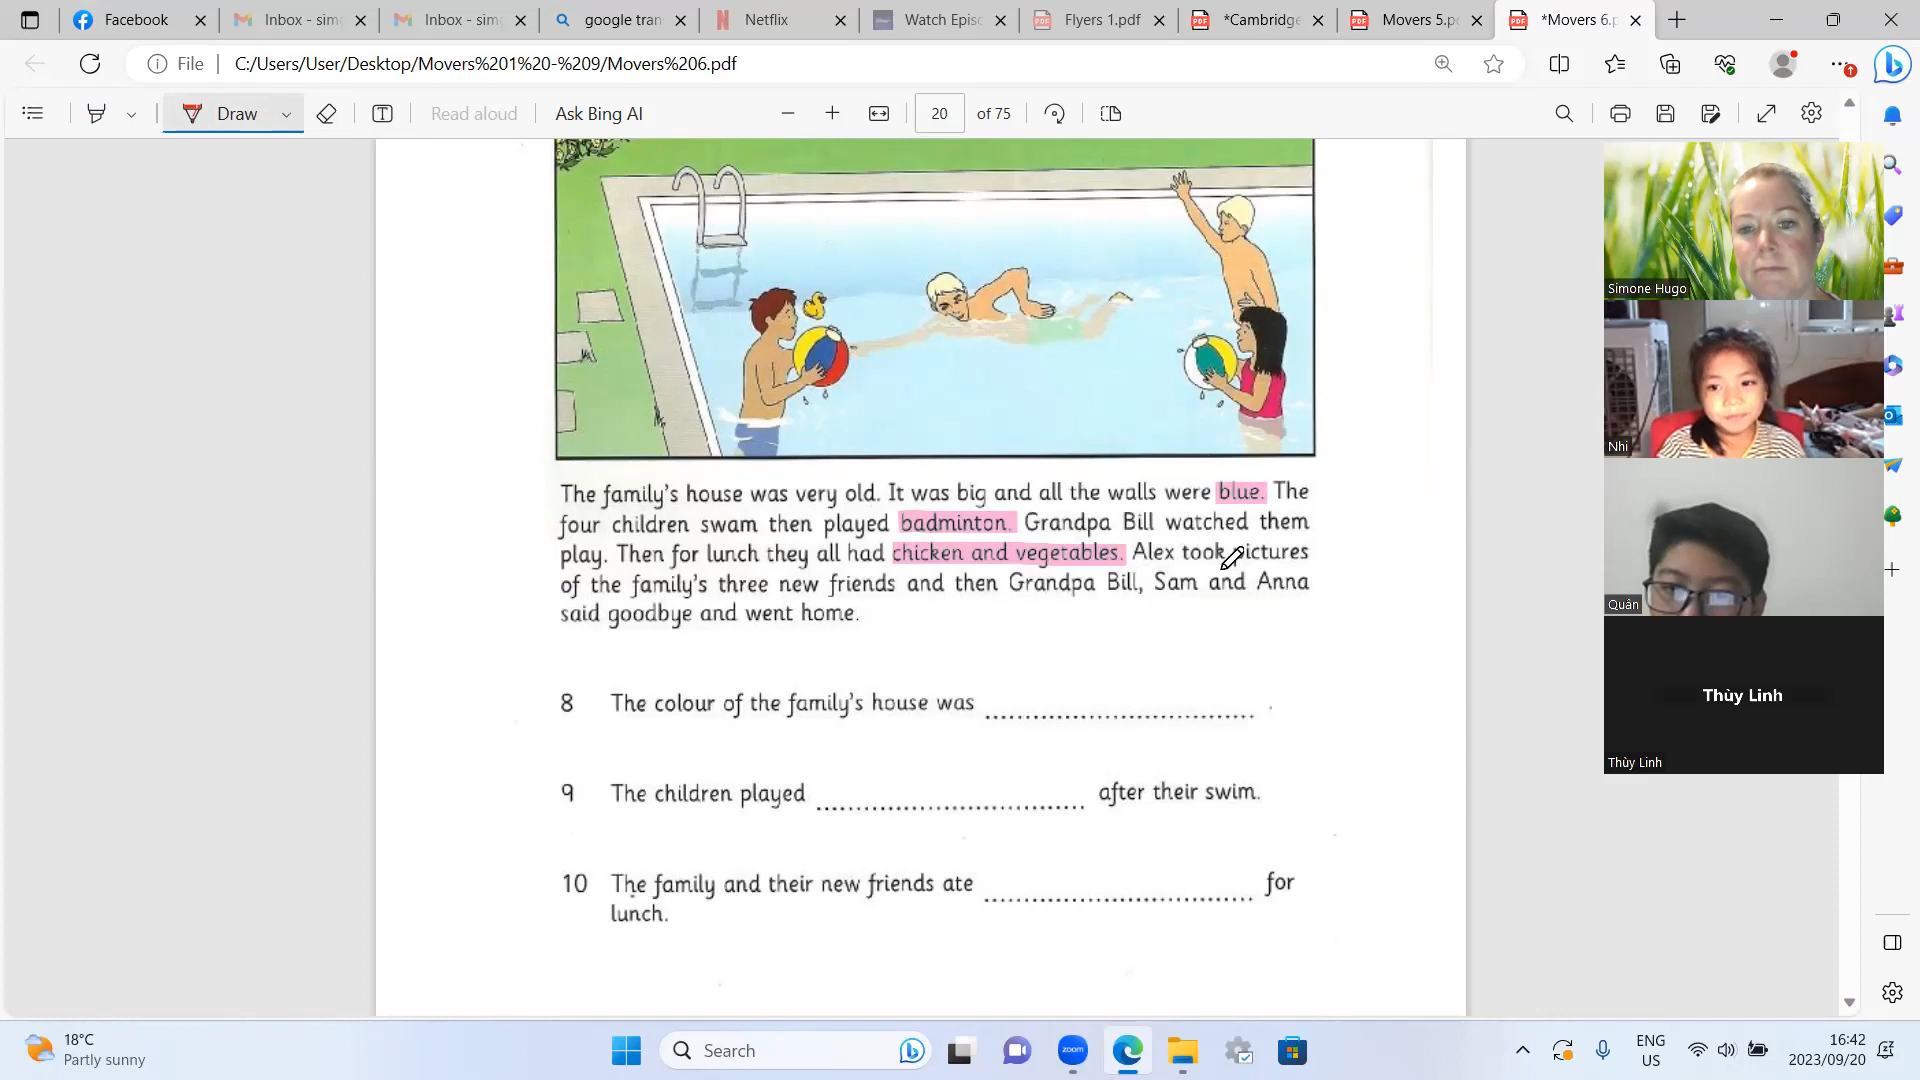 Facebook
Inbox - sim
Inbox - sim
google tran
Netflix
Watch Epis
Flyers 1.pdf
*Cambridge
Movers 5.p
*Movers 6.p
File
C:/Users/User/Desktop/Movers%201%20-%209/Movers%206.pdf
Draw
Read aloud
Ask Bing AI
20
of 75
The family's house was very old. It was big and all the walls were blue. The
four children swam then played badminton. Grandpa Bill watched them
play. Then for lunch they all had chicken and vegetables. Alex took pictures
of the family's three new friends and then Grandpa Bill, Sam and Anna
said goodbye and went home.
8 The colour of the family's house was .............................. .
9 The children played .............................. after their swim.
10 The family and their new friends ate .............................. for
lunch.
Simone Hugo
Nhi
Quân
Thùy Linh
Thùy Linh
18°C
Partly sunny
Search
zoom
ENG
US
16:42
2023/09/20